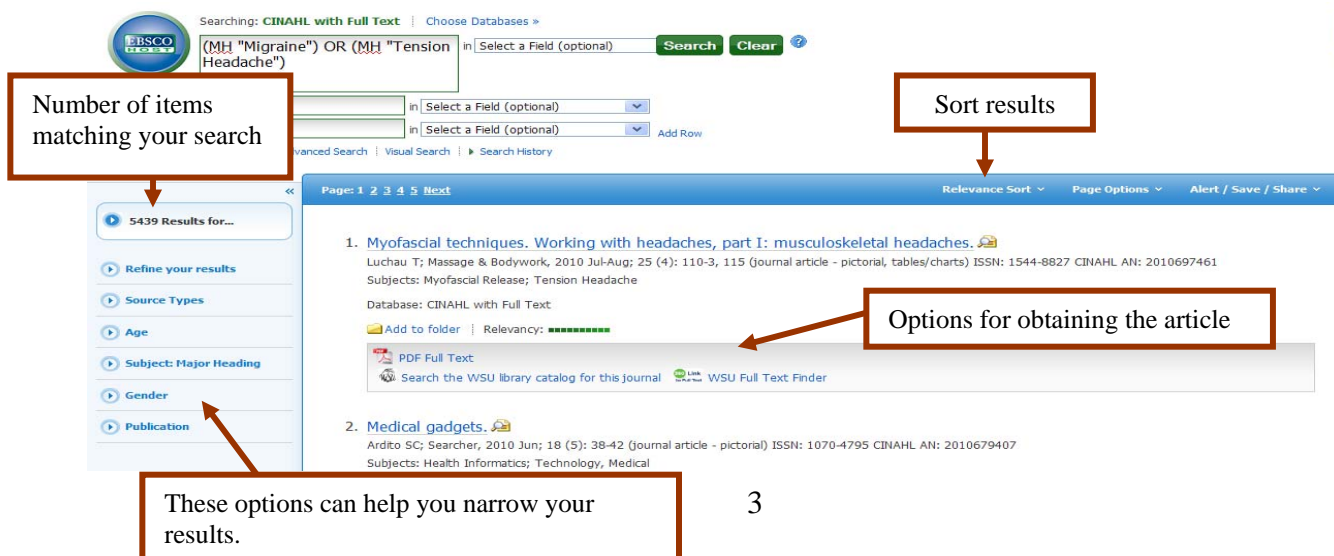 Searching: CINAHL with Full Text | Choose Databases »
EBSCO
HOST
(MH "Migraine") OR (MH "Tension
Headache")
in Select a Field (optional)
Search
Clear
?
Number of items
matching your search
in Select a Field (optional)
in Select a Field (optional)
Add Row
Sort results
vanced Search | Visual Search | Search History
«
Page: 1 2 3 4 5 Next
Relevance Sort
Page Options
Alert / Save / Share
5439 Results for...
Refine your results
Source Types
Age
Subject: Major Heading
Gender
Publication
1. Myofascial techniques. Working with headaches, part I: musculoskeletal headaches.
Luchau T; Massage & Bodywork, 2010 Jul-Aug; 25 (4): 110-3, 115 (journal article - pictorial, tables/charts) ISSN: 1544-8827 CINAHL AN: 2010697461
Subjects: Myofascial Release; Tension Headache
Database: CINAHL with Full Text
Add to folder | Relevancy:
Options for obtaining the article
PDF Full Text
Search the WSU library catalog for this journal
Link
WSU Full Text Finder
2. Medical gadgets.
Ardito SC; Searcher, 2010 Jun; 18 (5): 38-42 (journal article - pictorial) ISSN: 1070-4795 CINAHL AN: 2010679407
Subjects: Health Informatics; Technology, Medical
These options can help you narrow your
results.
3